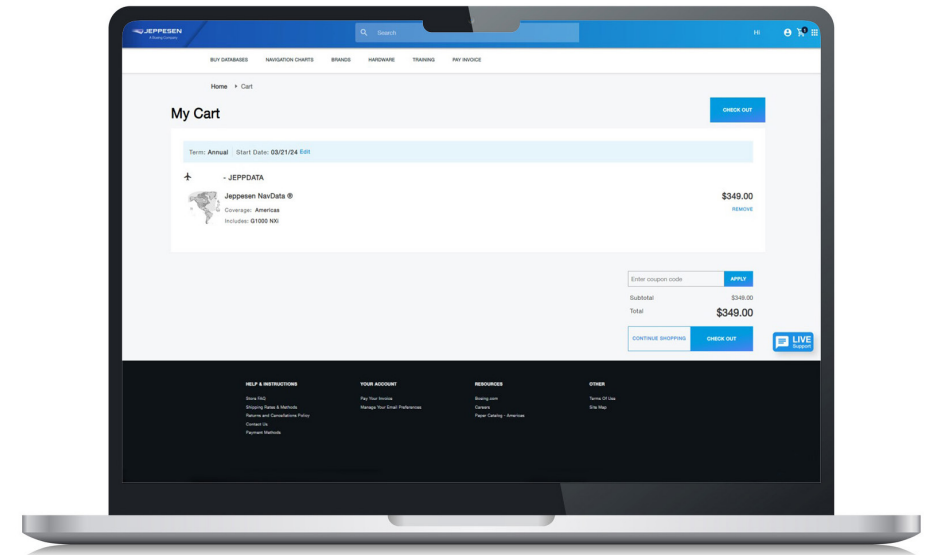 JEPPESEN
A Boeing Company
Search
Hi
BUY DATABASES NAVIGATION CHARTS BRANDS HARDWARE TRAINING PAY INVOICE
Home Cart
My Cart
CHECK OUT
Term: Annual Start Date: 03/21/24 Edit
- JEPPDATA
Jeppesen NavData ®
$349.00
Coverage: Americas
REMOVE
Includes: G1000 NXI
Enter coupon code APPLY
Subtotal $349.00
Total $349.00
CONTINUE SHOPPING CHECK OUT
LIVE
Support
HELP & INSTRUCTIONS
Store FAQ
Shipping Rates & Methods
Returns and Cancellations Policy
Contact Us
Payment Methods
YOUR ACCOUNT
Pay Your Invoice
Manage Your Email Preferences
RESOURCES
Boeing.com
Careers
Paper Catalog - Americas
OTHER
Terms Of Use
Site Map